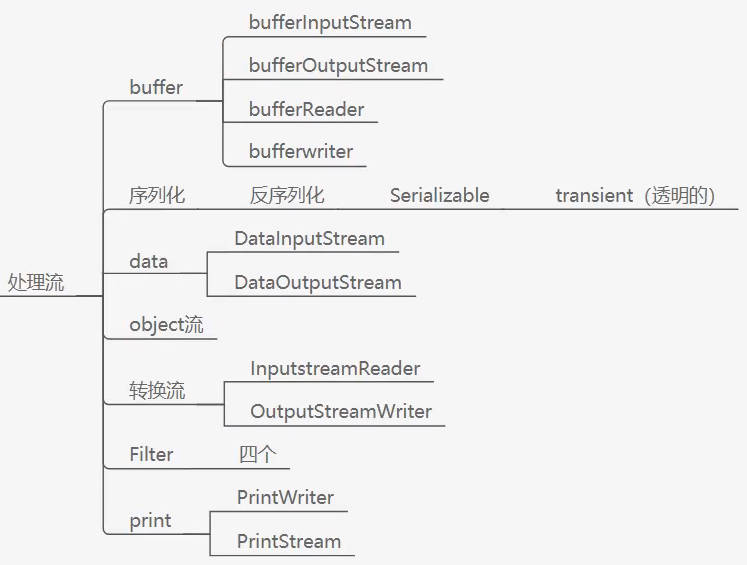 处理流
buffer
bufferInputStream
bufferOutputStream
bufferReader
bufferwriter
序列化 反序列化 Serializable transient（透明的）
data
DataInputStream
DataOutputStream
object流
转换流
InputstreamReader
OutputStreamWriter
Filter 四个
print
PrintWriter
PrintStream